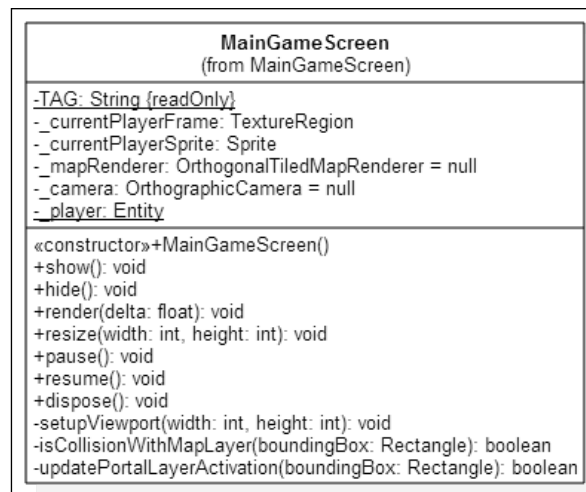 MainGameScreen
(from MainGameScreen)
-TAG: String {readOnly}
-_currentPlayerFrame: TextureRegion
-_currentPlayerSprite: Sprite
-_mapRenderer: OrthogonalTiledMapRenderer = null
-_camera: OrthographicCamera = null
-_player: Entity
«constructor»+MainGameScreen()
+show(): void
+hide(): void
+render(delta: float): void
+resize(width: int, height: int): void
+pause(): void
+resume(): void
+dispose(): void
-setupViewport(width: int, height: int): void
-isCollisionWithMapLayer(boundingBox: Rectangle): boolean
-updatePortalLayerActivation(boundingBox: Rectangle): boolean